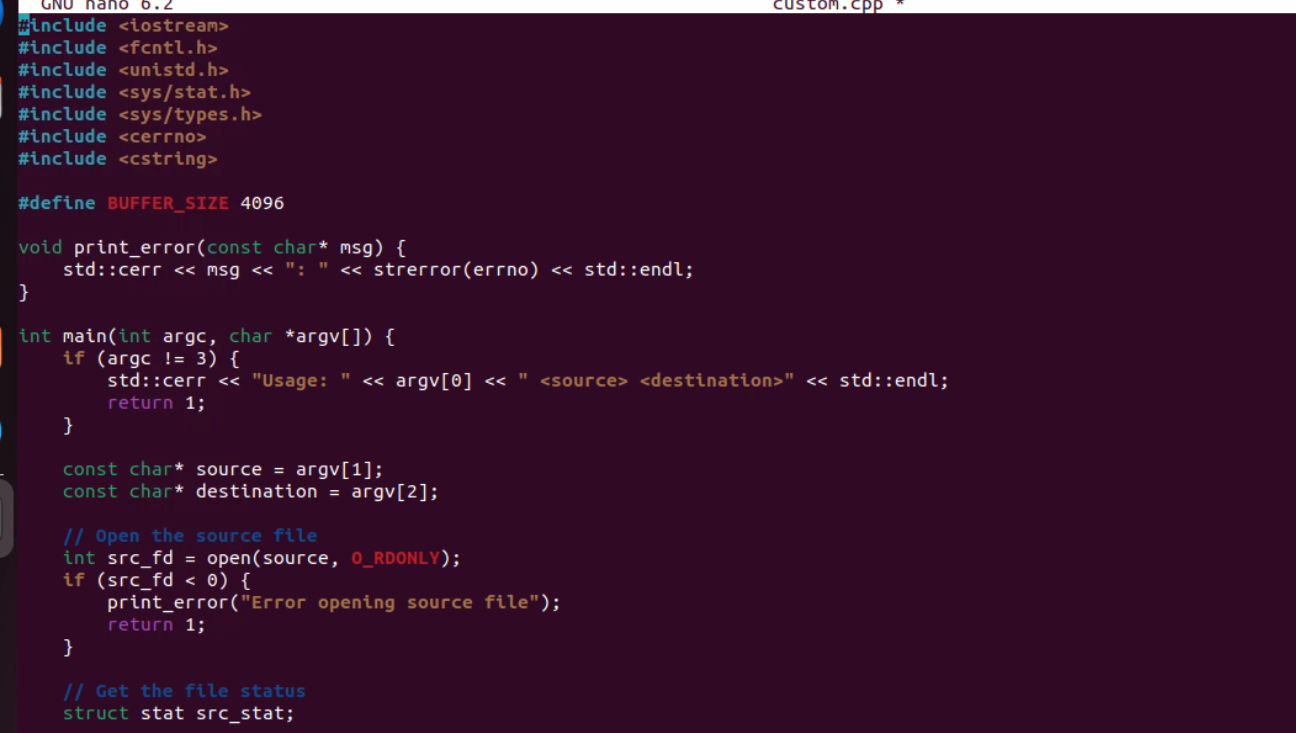 GNU nano 6.2 custom.cpp *
#include <iostream>
#include <fcntl.h>
#include <unistd.h>
#include <sys/stat.h>
#include <sys/types.h>
#include <cerrno>
#include <cstring>

#define BUFFER_SIZE 4096

void print_error(const char* msg) {
    std::cerr << msg << ": " << strerror(errno) << std::endl;
}

int main(int argc, char *argv[]) {
    if (argc != 3) {
        std::cerr << "Usage: " << argv[0] << " <source> <destination>" << std::endl;
        return 1;
    }

    const char* source = argv[1];
    const char* destination = argv[2];

    // Open the source file
    int src_fd = open(source, O_RDONLY);
    if (src_fd < 0) {
        print_error("Error opening source file");
        return 1;
    }

    // Get the file status
    struct stat src_stat;